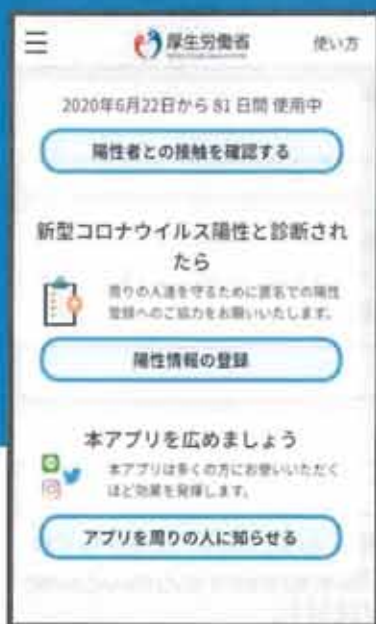 厚生労働省
使い方
2020年6月22日から 81 日間 使用中
陽性者との接触を確認する
新型コロナウイルス陽性と診断され
たら
周りの人達を守るために匿名での陽性
登録へのご協力をお願いいたします。
陽性情報の登録
本アプリを広めましょう
本アプリは多くの方にお使いいただく
ほど効果を発揮します。
アプリを周りの人に知らせる